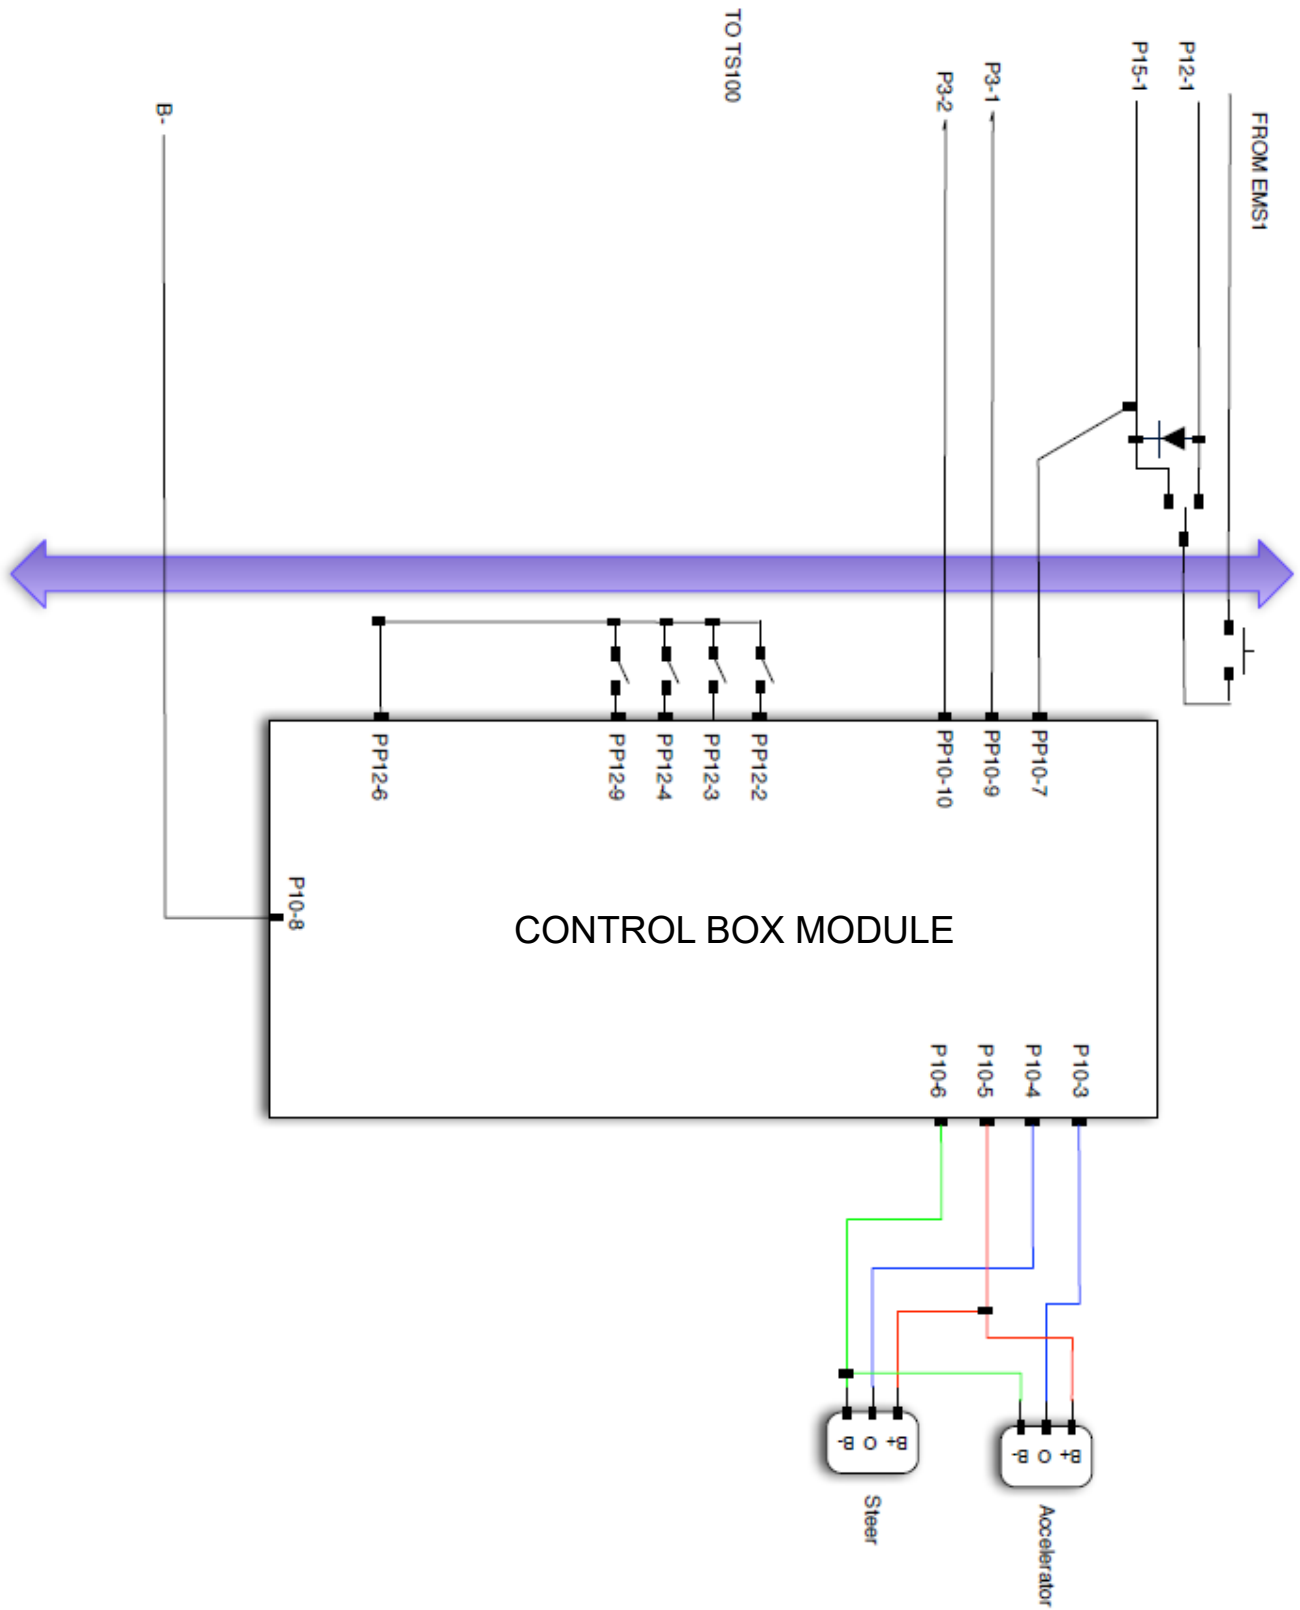 TO TS100
FROM EMS1
P12-1
P15-1
P3-1
P3-2
B-
PP12-6
PP12-9
PP12-4
PP12-3
PP12-2
PP10-10
PP10-9
PP10-7
P10-8
CONTROL BOX MODULE
P10-6
P10-5
P10-4
P10-3
B- O B+
B- O B+
Steer
Accelerator